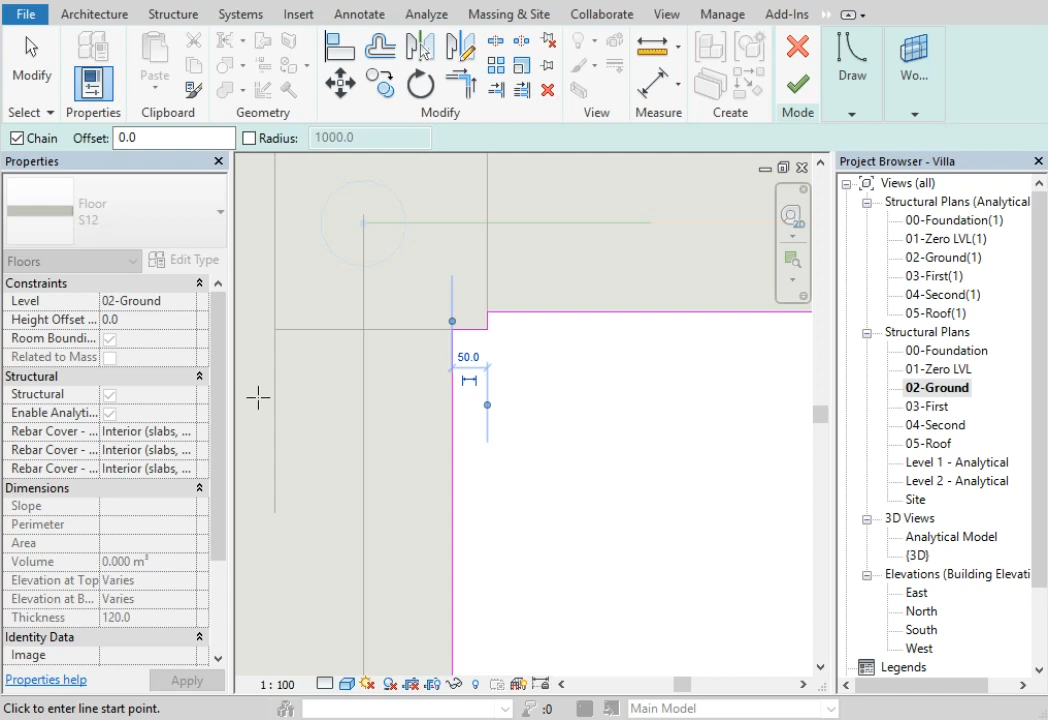 File Architecture Structure Systems Insert Annotate Analyze Massing & Site Collaborate View Manage Add-Ins
Modify
Paste
Draw
Wo...
Select Properties Clipboard Geometry Modify View Measure Create Mode
Chain Offset: 0.0 Radius: 1000.0
Properties
Floor
S12
Floors Edit Type
Constraints
Level 02-Ground
Height Offset ... 0.0
Room Boundi...
Related to Mass
Structural
Structural
Enable Analyti...
Rebar Cover - ... Interior (slabs, ...
Rebar Cover - ... Interior (slabs, ...
Rebar Cover - ... Interior (slabs, ...
Dimensions
Slope
Perimeter
Area
Volume 0.000 m³
Elevation at Top Varies
Elevation at B... Varies
Thickness 120.0
Identity Data
Image
Properties help Apply
2D
50.0
1 : 100
Project Browser - Villa
Views (all)
Structural Plans (Analytical
00-Foundation(1)
01-Zero LVL(1)
02-Ground(1)
03-First(1)
04-Second(1)
05-Roof(1)
Structural Plans
00-Foundation
01-Zero LVL
02-Ground
03-First
04-Second
05-Roof
Level 1 - Analytical
Level 2 - Analytical
Site
3D Views
Analytical Model
{3D}
Elevations (Building Elevati
East
North
South
West
Legends
Click to enter line start point. :0 Main Model